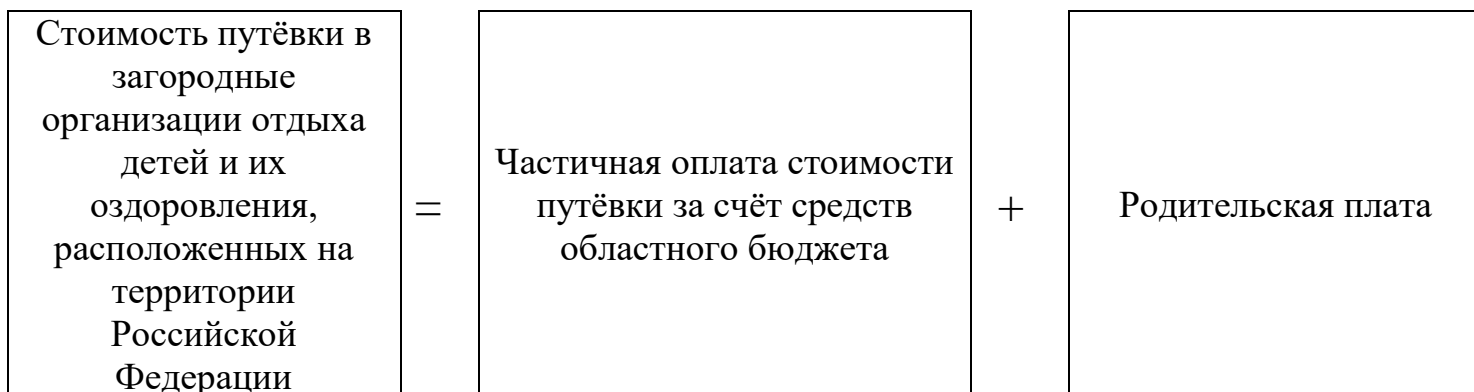 Стоимость путёвки в
загородные
организации отдыха
детей и их
оздоровления,
расположенных на
территории
Российской
Федерации
=
Частичная оплата стоимости
путёвки за счёт средств
областного бюджета
+
Родительская плата